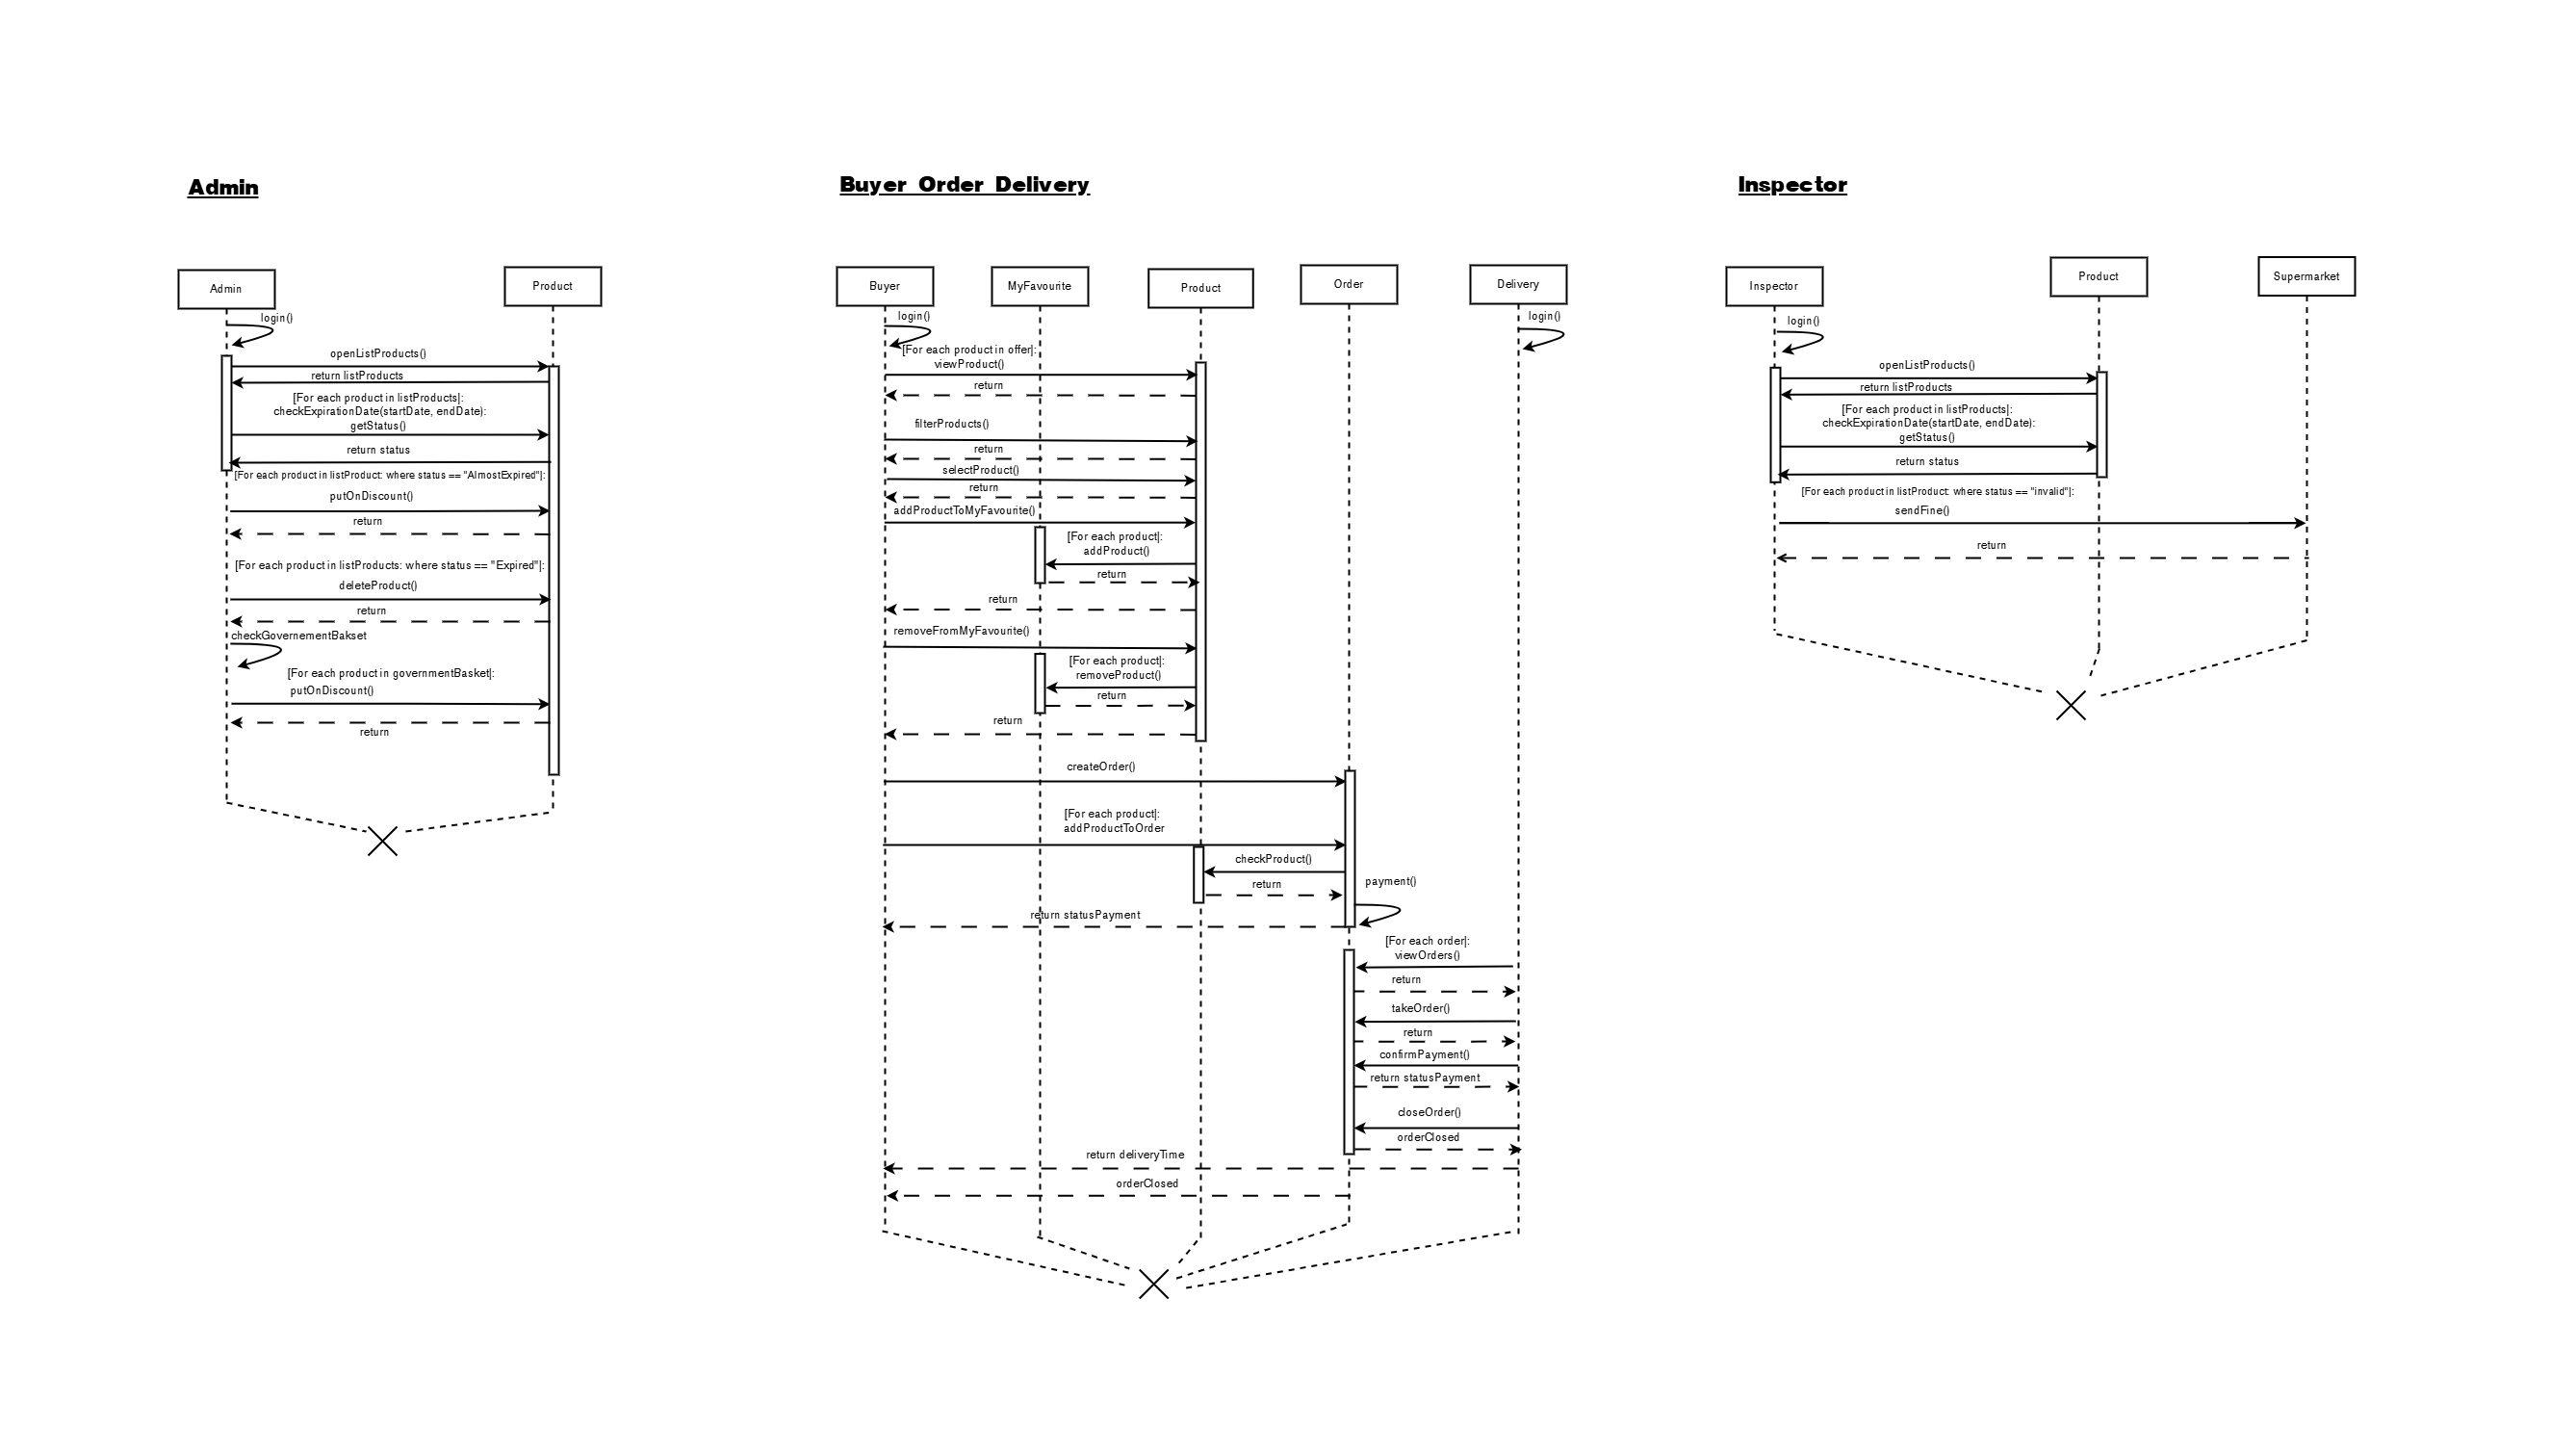 Admin
Admin
Product
login()
openListProducts()
return listProducts
[For each product in listProducts|:
checkExpirationDate(startDate, endDate):
getStatus()
return status
[For each product in listProduct: where status == "AlmostExpired"|:
putOnDiscount()
return
[For each product in listProducts: where status == "Expired"|:
deleteProduct()
return
checkGovernementBakset
[For each product in governmentBasket|:
putOnDiscount()
return
Buyer Order Delivery
Buyer
MyFavourite
Product
Order
Delivery
login()
login()
[For each product in offer|:
viewProduct()
return
filterProducts()
return
selectProduct()
return
addProductToMyFavourite()
[For each product|:
addProduct()
return
return
removeFromMyFavourite()
[For each product|:
removeProduct()
return
return
createOrder()
[For each product|:
addProductToOrder
checkProduct()
return
payment()
return statusPayment
[For each order|:
viewOrders()
return
takeOrder()
return
confirmPayment()
return statusPayment
closeOrder()
orderClosed
return deliveryTime
orderClosed
Inspector
Inspector
Product
Supermarket
login()
openListProducts()
return listProducts
[For each product in listProducts|:
checkExpirationDate(startDate, endDate):
getStatus()
return status
[For each product in listProduct: where status == "invalid"|:
sendFine()
return